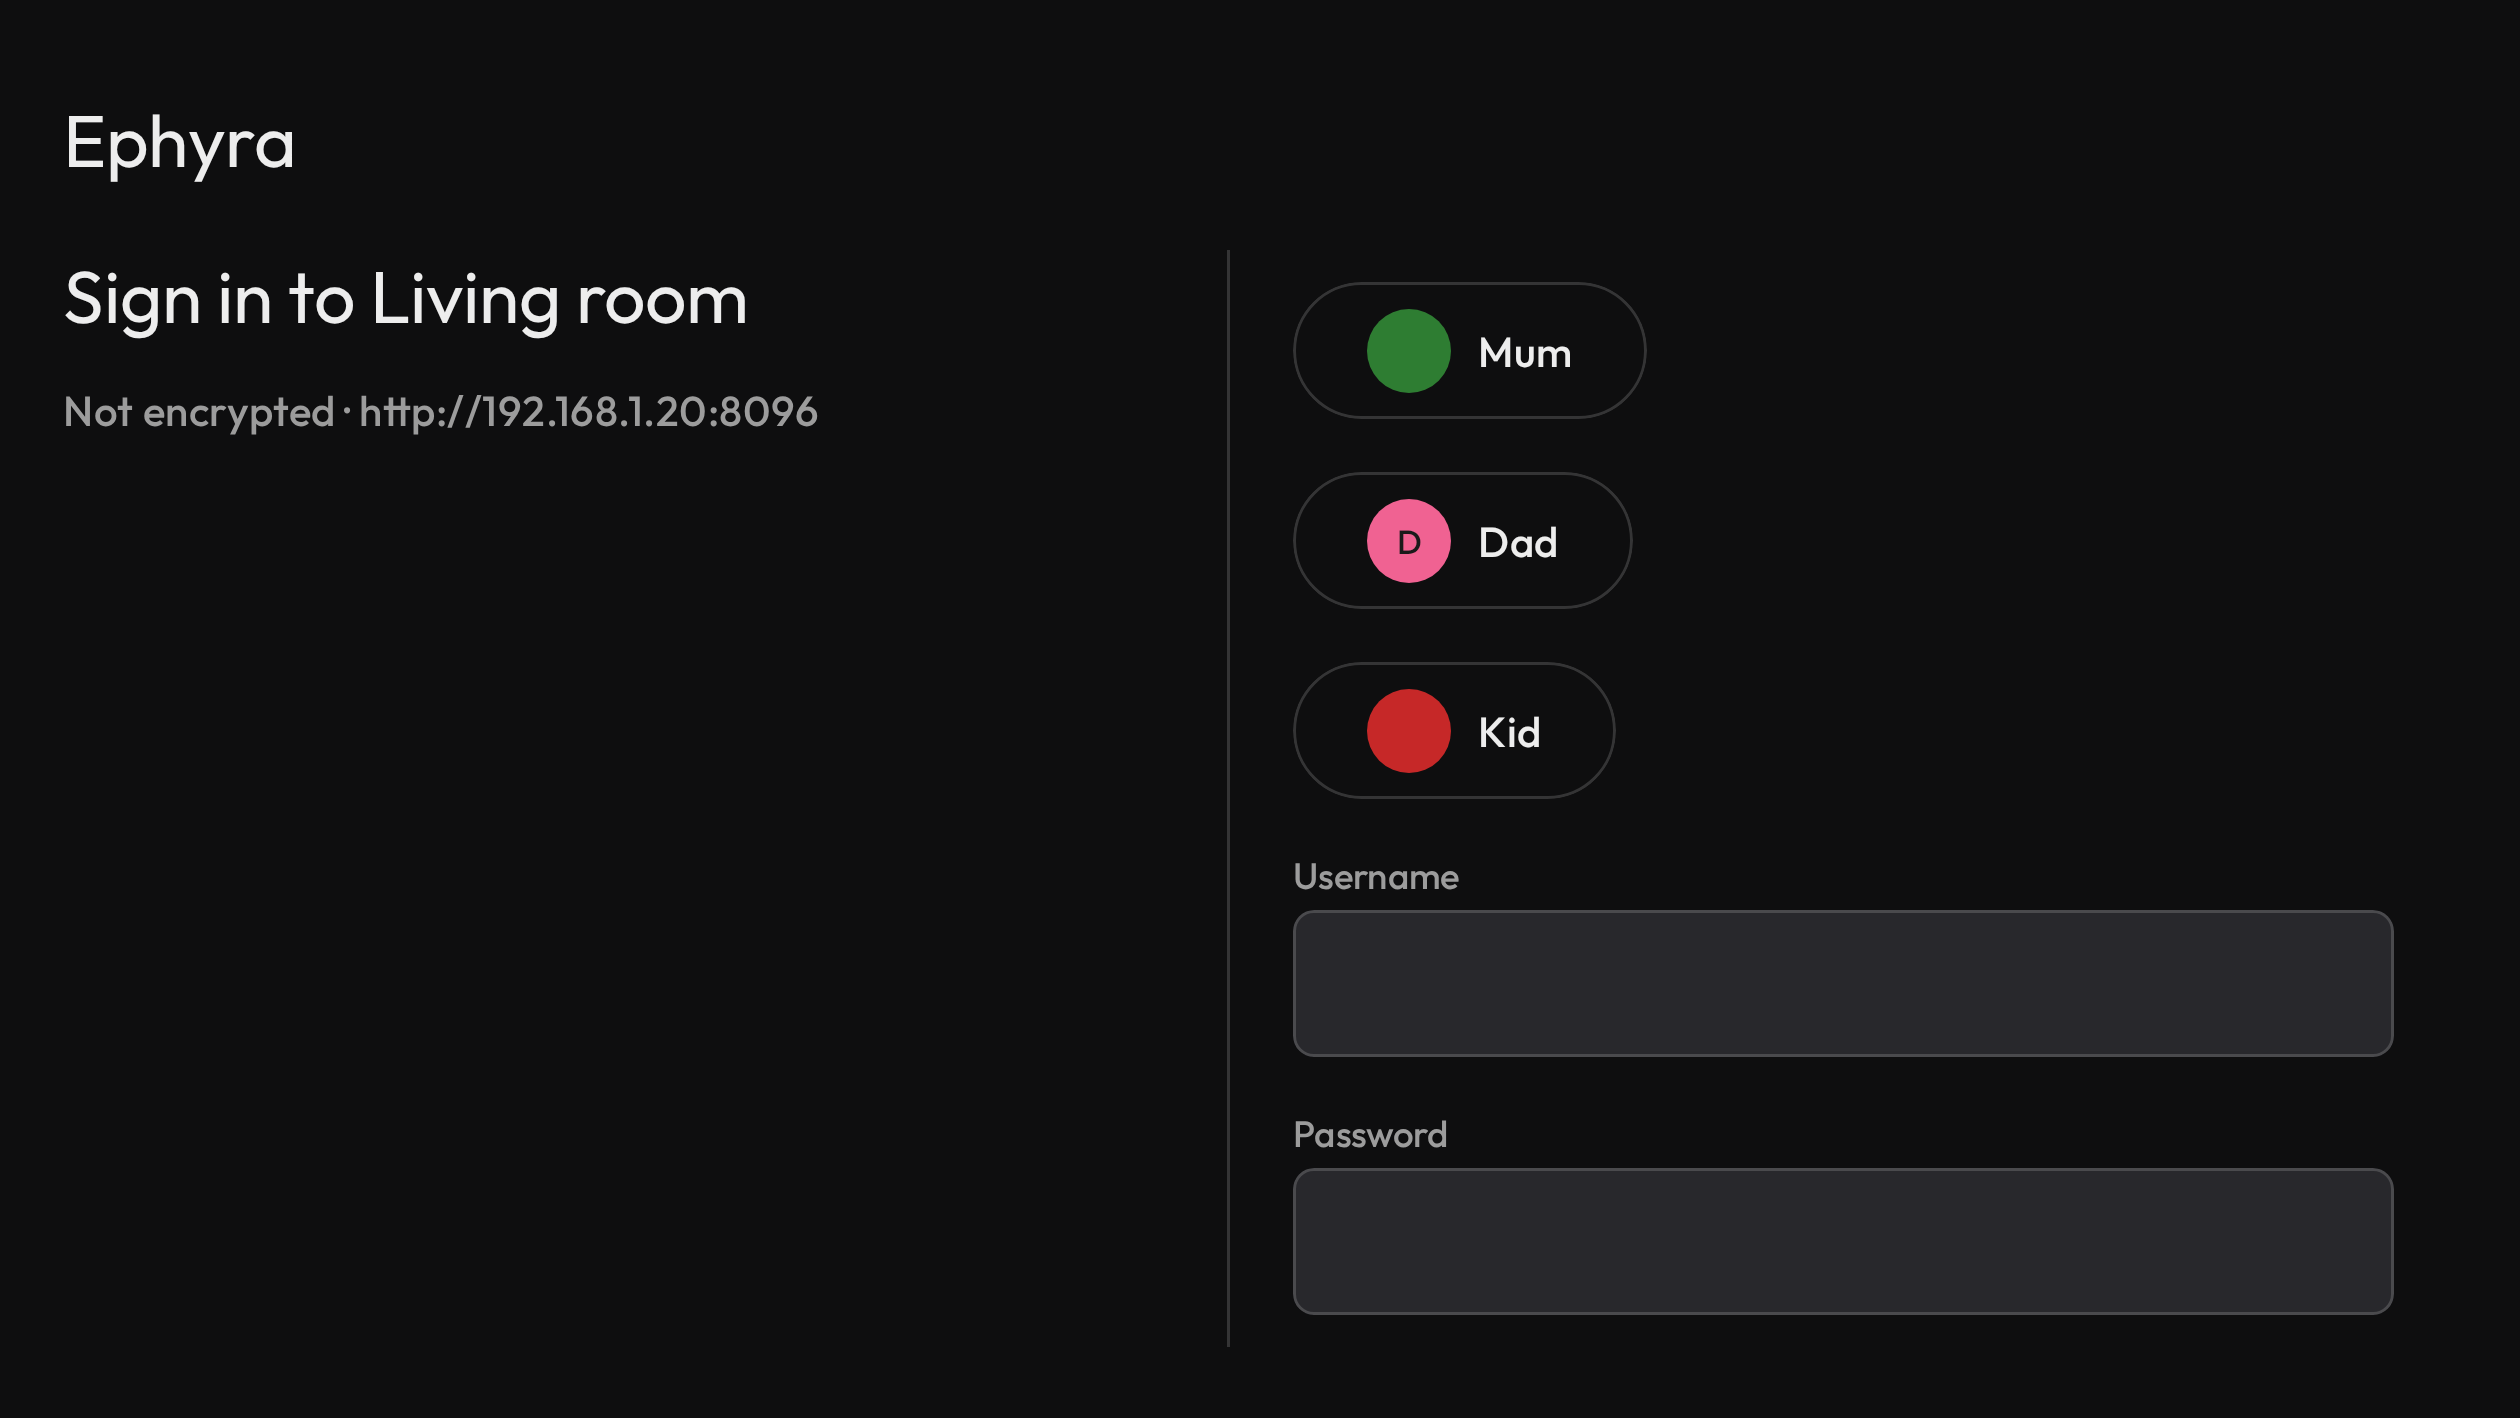 Ephyra
Sign in to Living room
Not encrypted · http://192.168.1.20:8096
Mum
D Dad
Kid
Username
Password